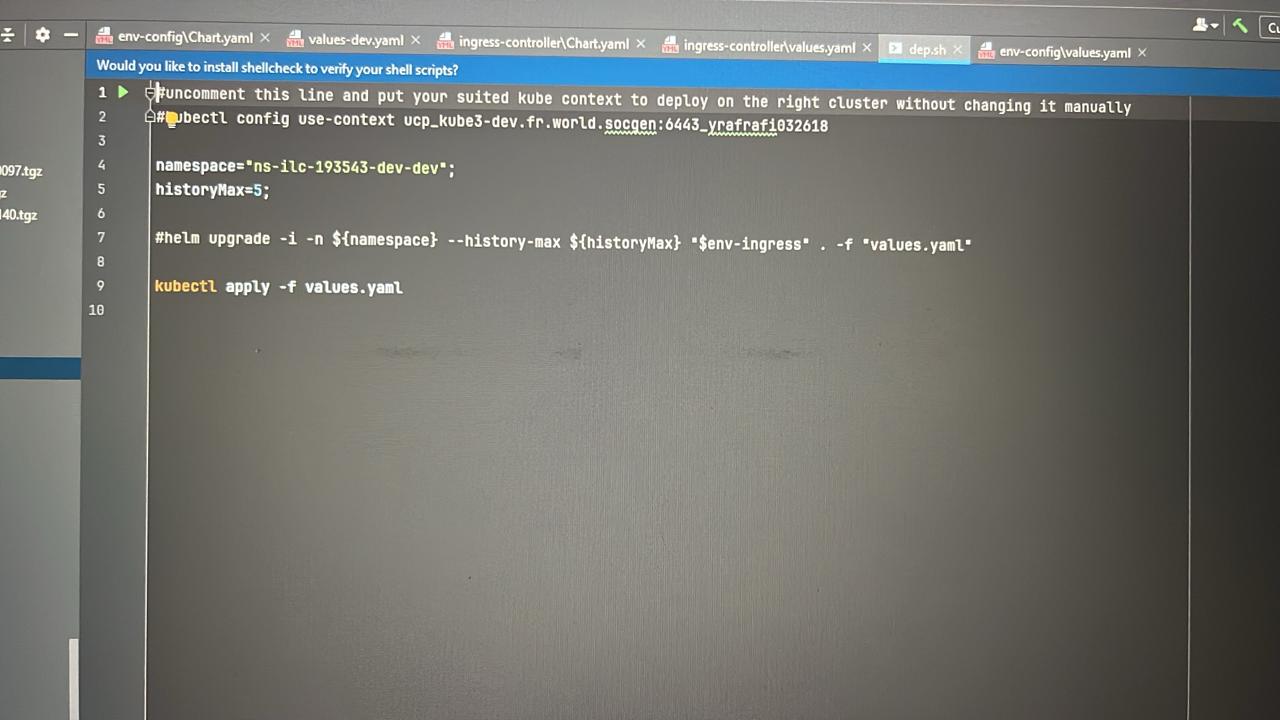 env-config\Chart.yaml values-dev.yaml ingress-controller\Chart.yaml ingress-controller\values.yaml dep.sh env-config\values.yaml
Would you like to install shellcheck to verify your shell scripts?
1 #uncomment this line and put your suited kube context to deploy on the right cluster without changing it manually
2 #ubectl config use-context ucp_kube3-dev.fr.world.socgen:6443_yrafrafi032618
3
4 namespace="ns-ilc-193543-dev-dev";
5 historyMax=5;
6
7 #helm upgrade -i -n ${namespace} --history-max ${historyMax} "$env-ingress" . -f "values.yaml"
8
9 kubectl apply -f values.yaml
10
097.tgz
z
140.tgz